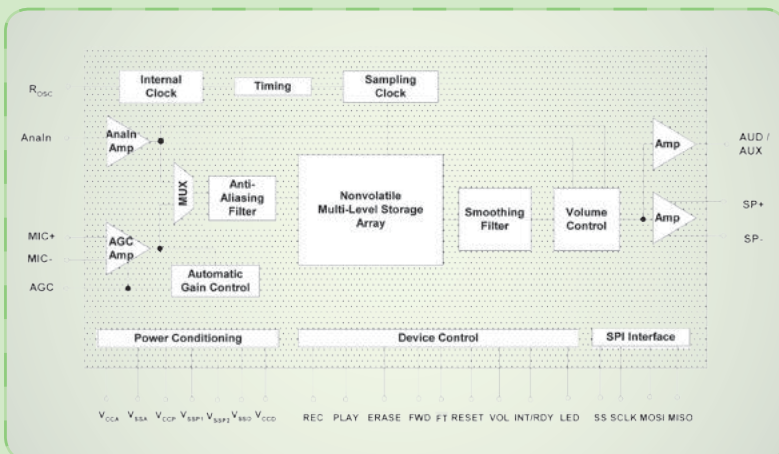 Internal
Clock
Timing
Sampling
Clock
ROSC
AnaIn
AnaIn
Amp
Amp
AUD /
AUX
MUX
Anti-
Aliasing
Filter
Nonvolatile
Multi-Level Storage
Array
Smoothing
Filter
Volume
Control
Amp
SP+
SP-
MIC+
MIC-
AGC
Amp
AGC
Automatic
Gain Control
Power Conditioning
Device Control
SPI Interface
VCCA VSSA VCCP VSSP1 VSSP2 VSSD VCCD REC PLAY ERASE FWD FT RESET VOL INT/RDY LED SS SCLK MOSI MISO